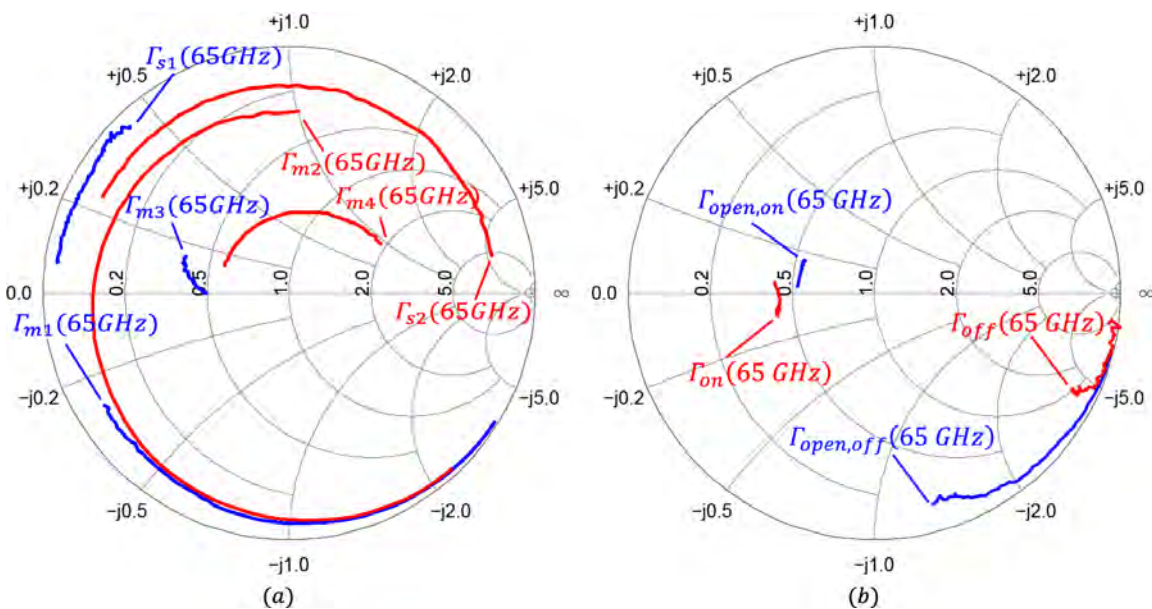 +j1.0
+j0.5
+j2.0
+j0.2
+j5.0
0.0
0.2
0.5
1.0
2.0
5.0
∞
−j0.2
−j5.0
−j0.5
−j2.0
−j1.0
Γs1(65GHz)
Γm2(65GHz)
Γm3(65GHz)
Γm4(65GHz)
Γs2(65GHz)
Γm1(65GHz)
(a)
+j1.0
+j0.5
+j2.0
+j0.2
+j5.0
0.0
0.2
0.5
1.0
2.0
5.0
∞
−j0.2
−j5.0
−j0.5
−j2.0
−j1.0
Γopen,on(65 GHz)
Γoff(65 GHz)
Γon(65 GHz)
Γopen,off(65 GHz)
(b)